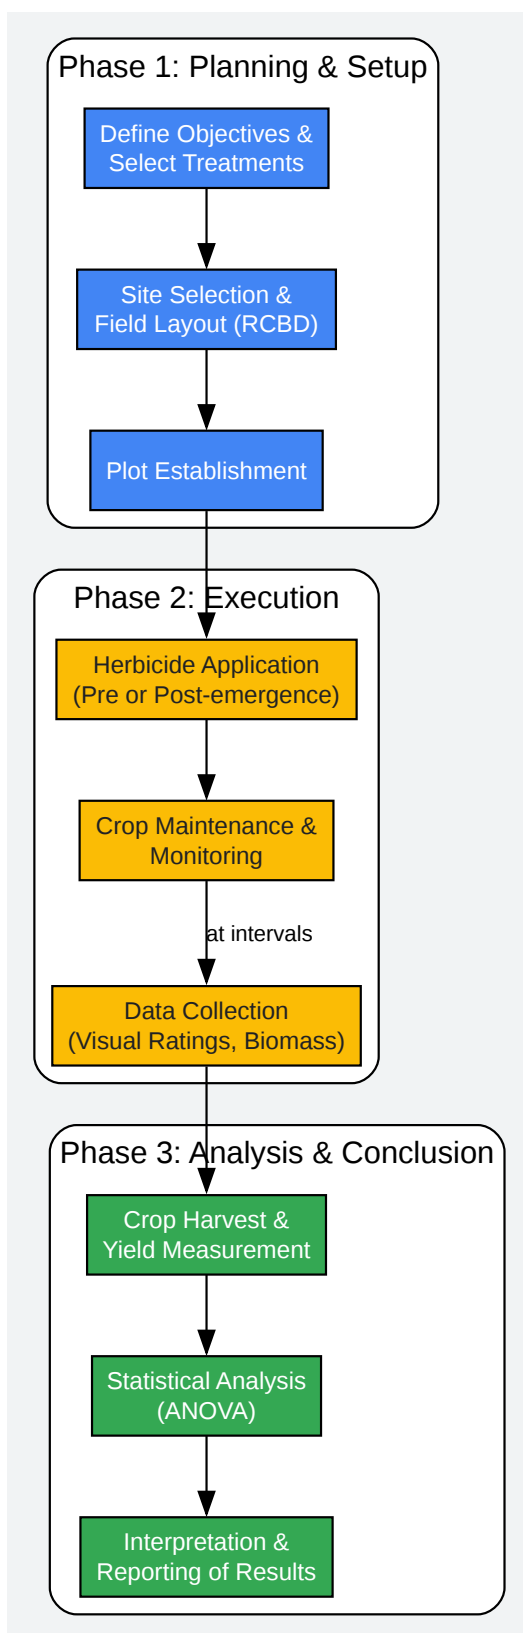 Phase 1: Planning & Setup
Define Objectives &
Select Treatments
Site Selection &
Field Layout (RCBD)
Plot Establishment
Phase 2: Execution
Herbicide Application
(Pre or Post-emergence)
Crop Maintenance &
Monitoring
at intervals
Data Collection
(Visual Ratings, Biomass)
Phase 3: Analysis & Conclusion
Crop Harvest &
Yield Measurement
Statistical Analysis
(ANOVA)
Interpretation &
Reporting of Results